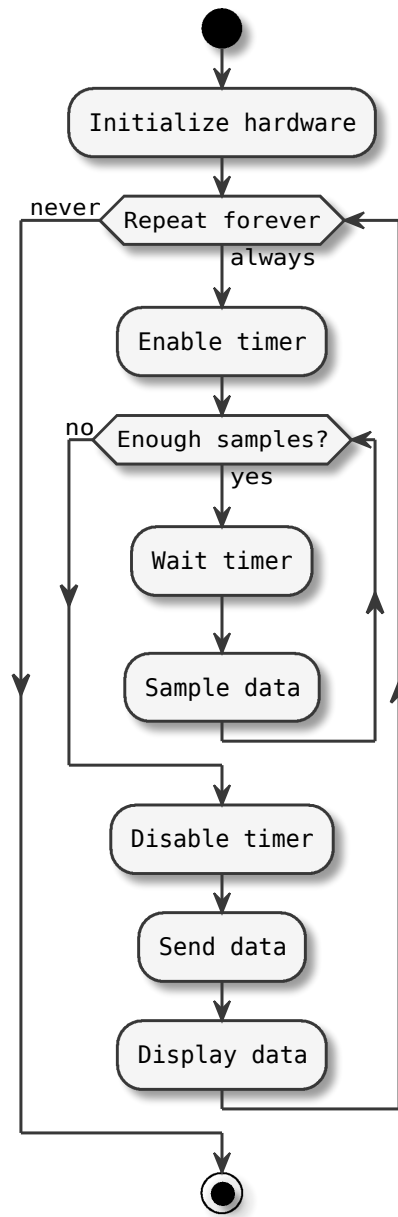 Initialize hardware
never
Repeat forever
always
Enable timer
no
Enough samples?
yes
Wait timer
Sample data
Disable timer
Send data
Display data